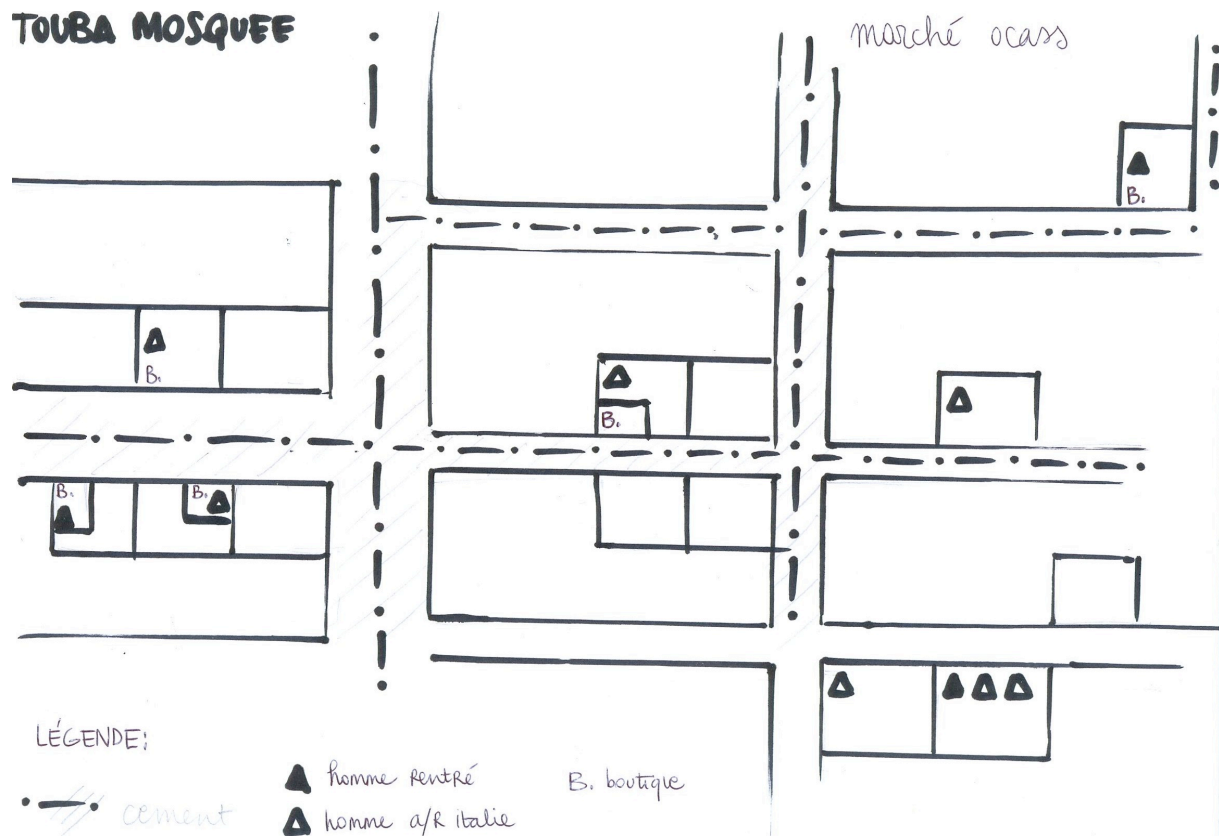 TOUBA MOSQUEE
marché ocass
B.
B.
B.
B.
B.
LÉGENDE:
homme rentré
B. boutique
cement
homme a/R italie